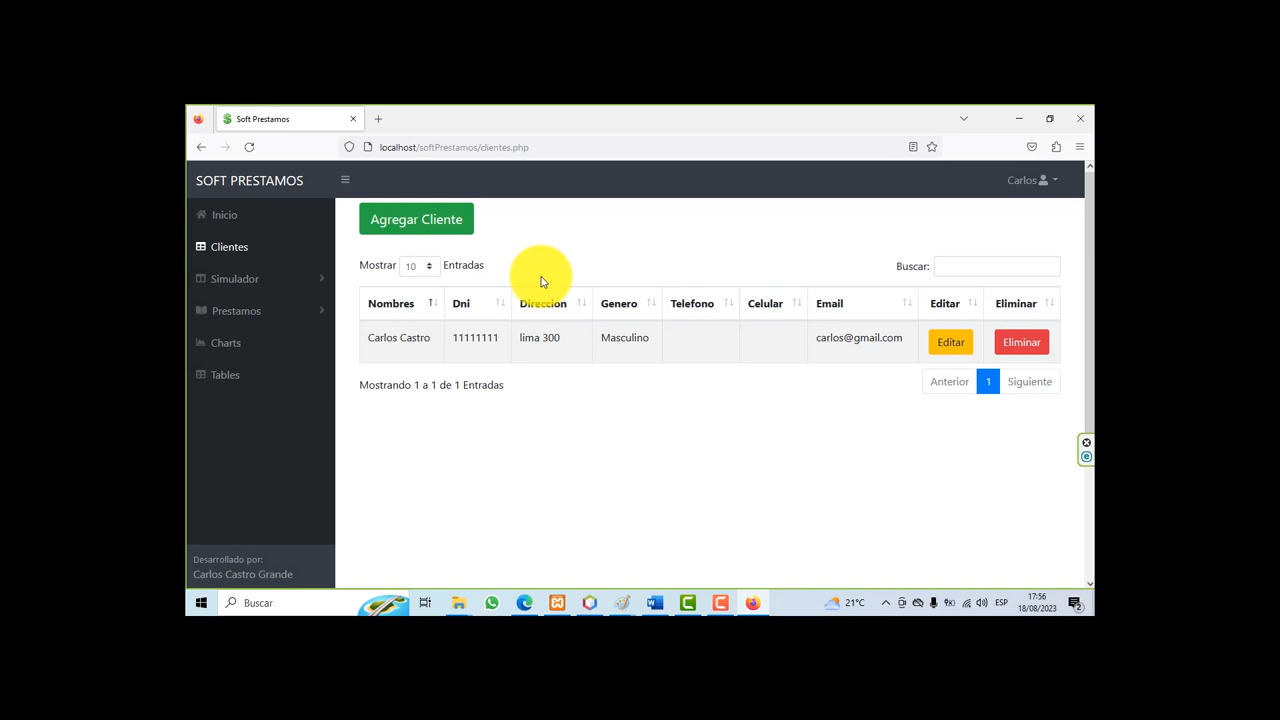 Soft Prestamos
localhost/softPrestamos/clientes.php
SOFT PRESTAMOS
Carlos
Inicio
Clientes
Simulador
Prestamos
Charts
Tables
Desarrollado por:
Carlos Castro Grande
Agregar Cliente
Mostrar 10 Entradas
Buscar:
Nombres Dni Direccion Genero Telefono Celular Email Editar Eliminar
Carlos Castro 11111111 lima 300 Masculino carlos@gmail.com Editar Eliminar
Mostrando 1 a 1 de 1 Entradas
Anterior 1 Siguiente
Buscar
21°C
ESP
17:56
18/08/2023
2